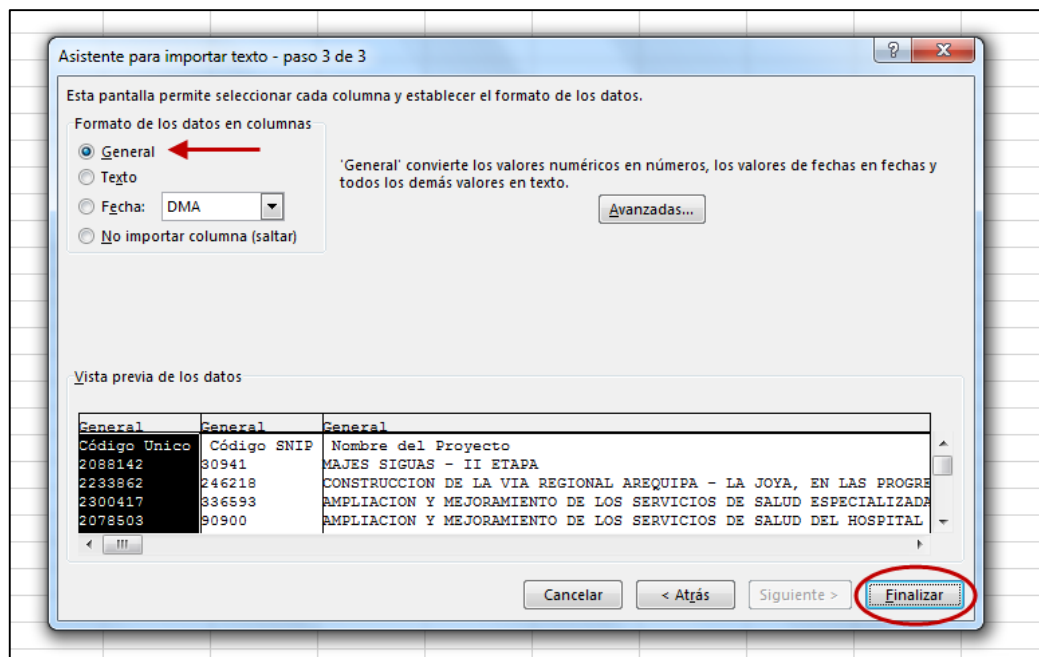 Asistente para importar texto - paso 3 de 3
Esta pantalla permite seleccionar cada columna y establecer el formato de los datos.
Formato de los datos en columnas
General
Texto
Fecha: DMA
No importar columna (saltar)
'General' convierte los valores numéricos en números, los valores de fechas en fechas y
todos los demás valores en texto.
Avanzadas...
Vista previa de los datos
General General General
Código Unico Código SNIP Nombre del Proyecto
2088142 30941 MAJES SIGUAS - II ETAPA
2233862 246218 CONSTRUCCION DE LA VIA REGIONAL AREQUIPA - LA JOYA, EN LAS PROGRE
2300417 336593 AMPLIACION Y MEJORAMIENTO DE LOS SERVICIOS DE SALUD ESPECIALIZADA
2078503 90900 AMPLIACION Y MEJORAMIENTO DE LOS SERVICIOS DE SALUD DEL HOSPITAL
Cancelar < Atrás Siguiente > Finalizar